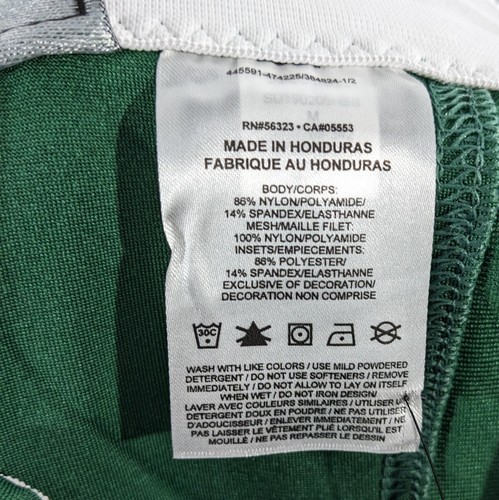 445591-474225/384824-1/2
RN#56323 • CA#05553
MADE IN HONDURAS
FABRIQUE AU HONDURAS
BODY/CORPS:
86% NYLON/POLYAMIDE/
14% SPANDEX/ELASTHANNE
MESH/MAILLE FILET:
100% NYLON/POLYAMIDE
INSETS/EMPIECEMENTS:
86% POLYESTER/
14% SPANDEX/ELASTHANNE
EXCLUSIVE OF DECORATION/
DECORATION NON COMPRISE
30C
WASH WITH LIKE COLORS / USE MILD POWDERED
DETERGENT / DO NOT USE SOFTENERS / REMOVE
IMMEDIATELY / DO NOT ALLOW TO LAY ON ITSELF
WHEN WET / DO NOT IRON DESIGN/
LAVER AVEC COULEURS SIMILAIRES / UTILISER UN
DETERGENT DOUX EN POUDRE / NE PAS UTILISER
D'ADOUCISSEUR / ENLEVER IMMEDIATEMENT / NE
PAS LAISSER LE VÊTEMENT PLIÉ LORSQU'IL EST
MOUILLÉ / NE PAS REPASSER LE DESSIN